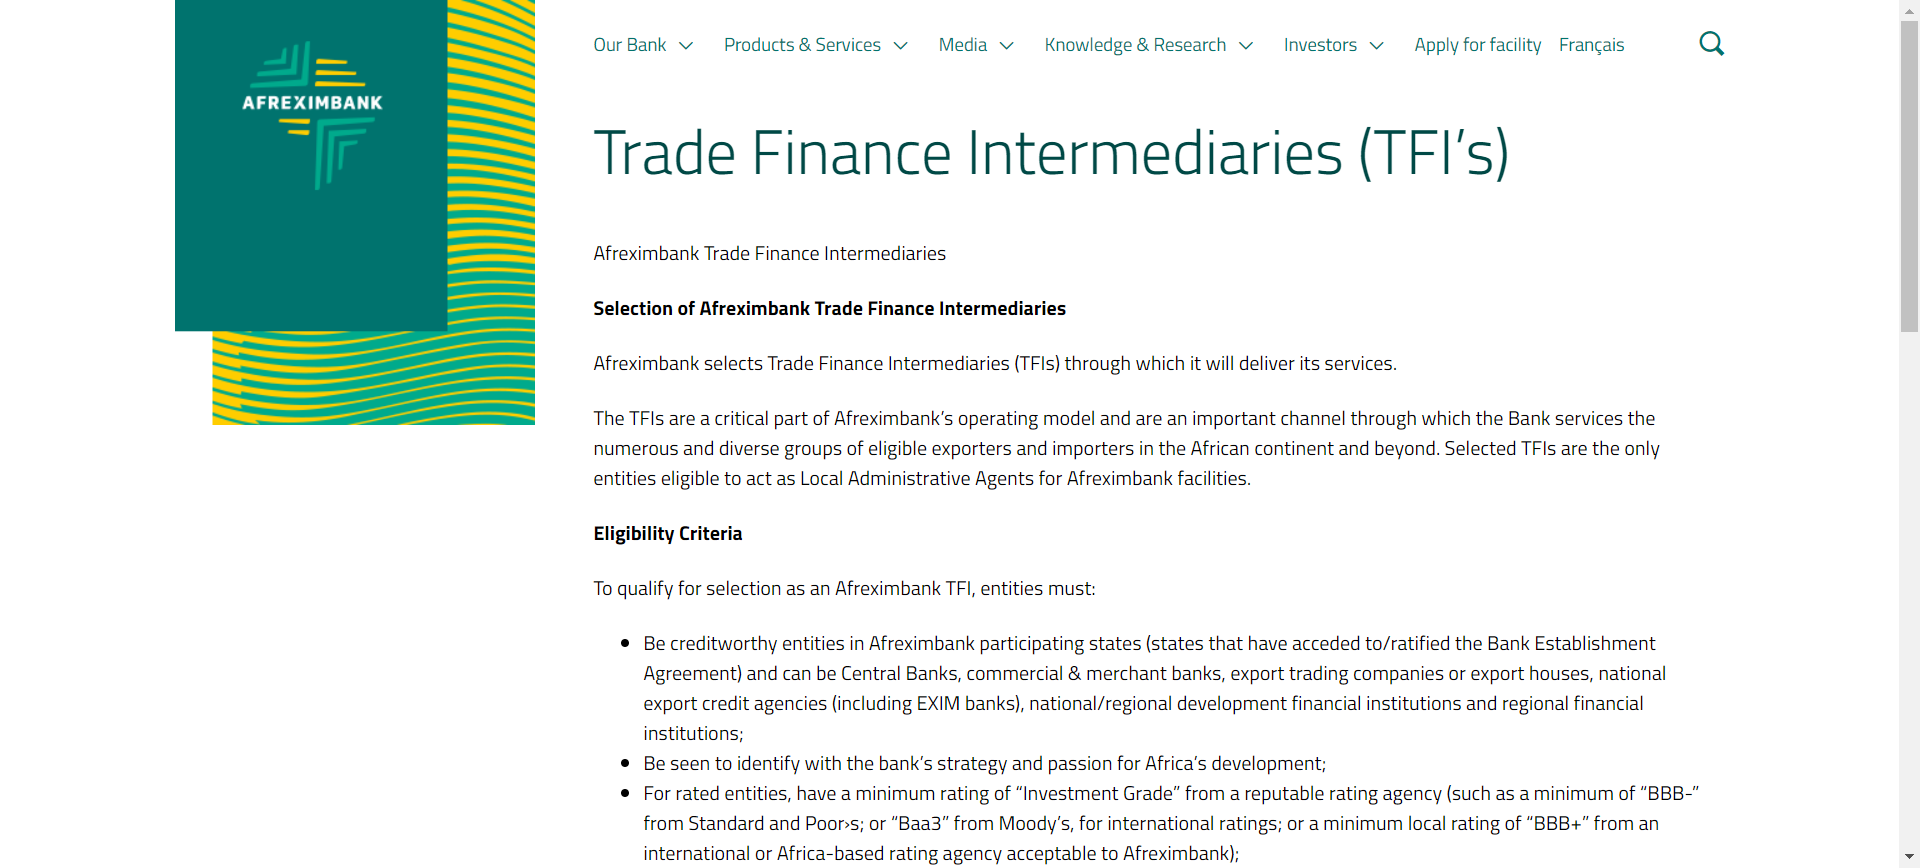 AFREXIMBANK
Our Bank
Products & Services
Media
Knowledge & Research
Investors
Apply for facility
Français
Trade Finance Intermediaries (TFI’s)
Afreximbank Trade Finance Intermediaries
Selection of Afreximbank Trade Finance Intermediaries
Afreximbank selects Trade Finance Intermediaries (TFIs) through which it will deliver its services.
The TFIs are a critical part of Afreximbank’s operating model and are an important channel through which the Bank services the
numerous and diverse groups of eligible exporters and importers in the African continent and beyond. Selected TFIs are the only
entities eligible to act as Local Administrative Agents for Afreximbank facilities.
Eligibility Criteria
To qualify for selection as an Afreximbank TFI, entities must:
Be creditworthy entities in Afreximbank participating states (states that have acceded to/ratified the Bank Establishment
Agreement) and can be Central Banks, commercial & merchant banks, export trading companies or export houses, national
export credit agencies (including EXIM banks), national/regional development financial institutions and regional financial
institutions;
Be seen to identify with the bank’s strategy and passion for Africa’s development;
For rated entities, have a minimum rating of “Investment Grade” from a reputable rating agency (such as a minimum of “BBB-”
from Standard and Poor›s; or “Baa3” from Moody’s, for international ratings; or a minimum local rating of “BBB+” from an
international or Africa-based rating agency acceptable to Afreximbank);